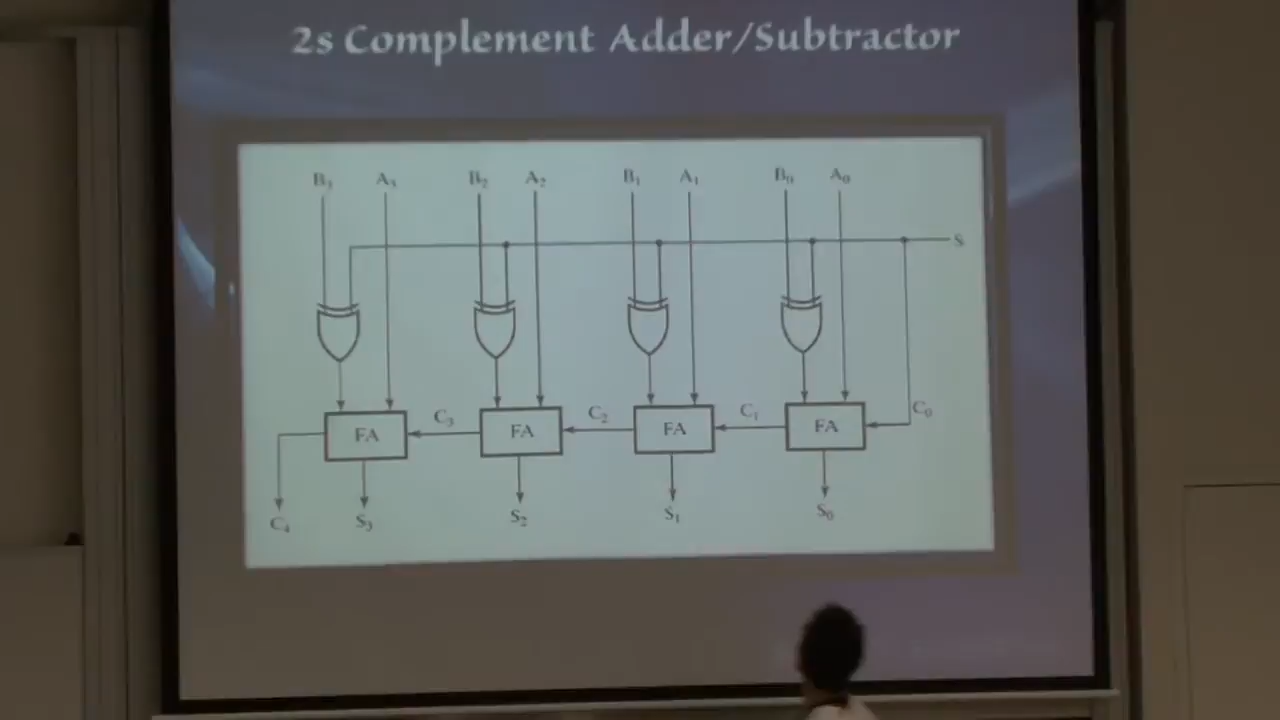 2s Complement Adder/Subtractor
B₃ A₃ B₂ A₂ B₁ A₁ B₀ A₀
S
C₃ C₂ C₁ C₀
FA FA FA FA
C₄ S₃ S₂ S₁ S₀